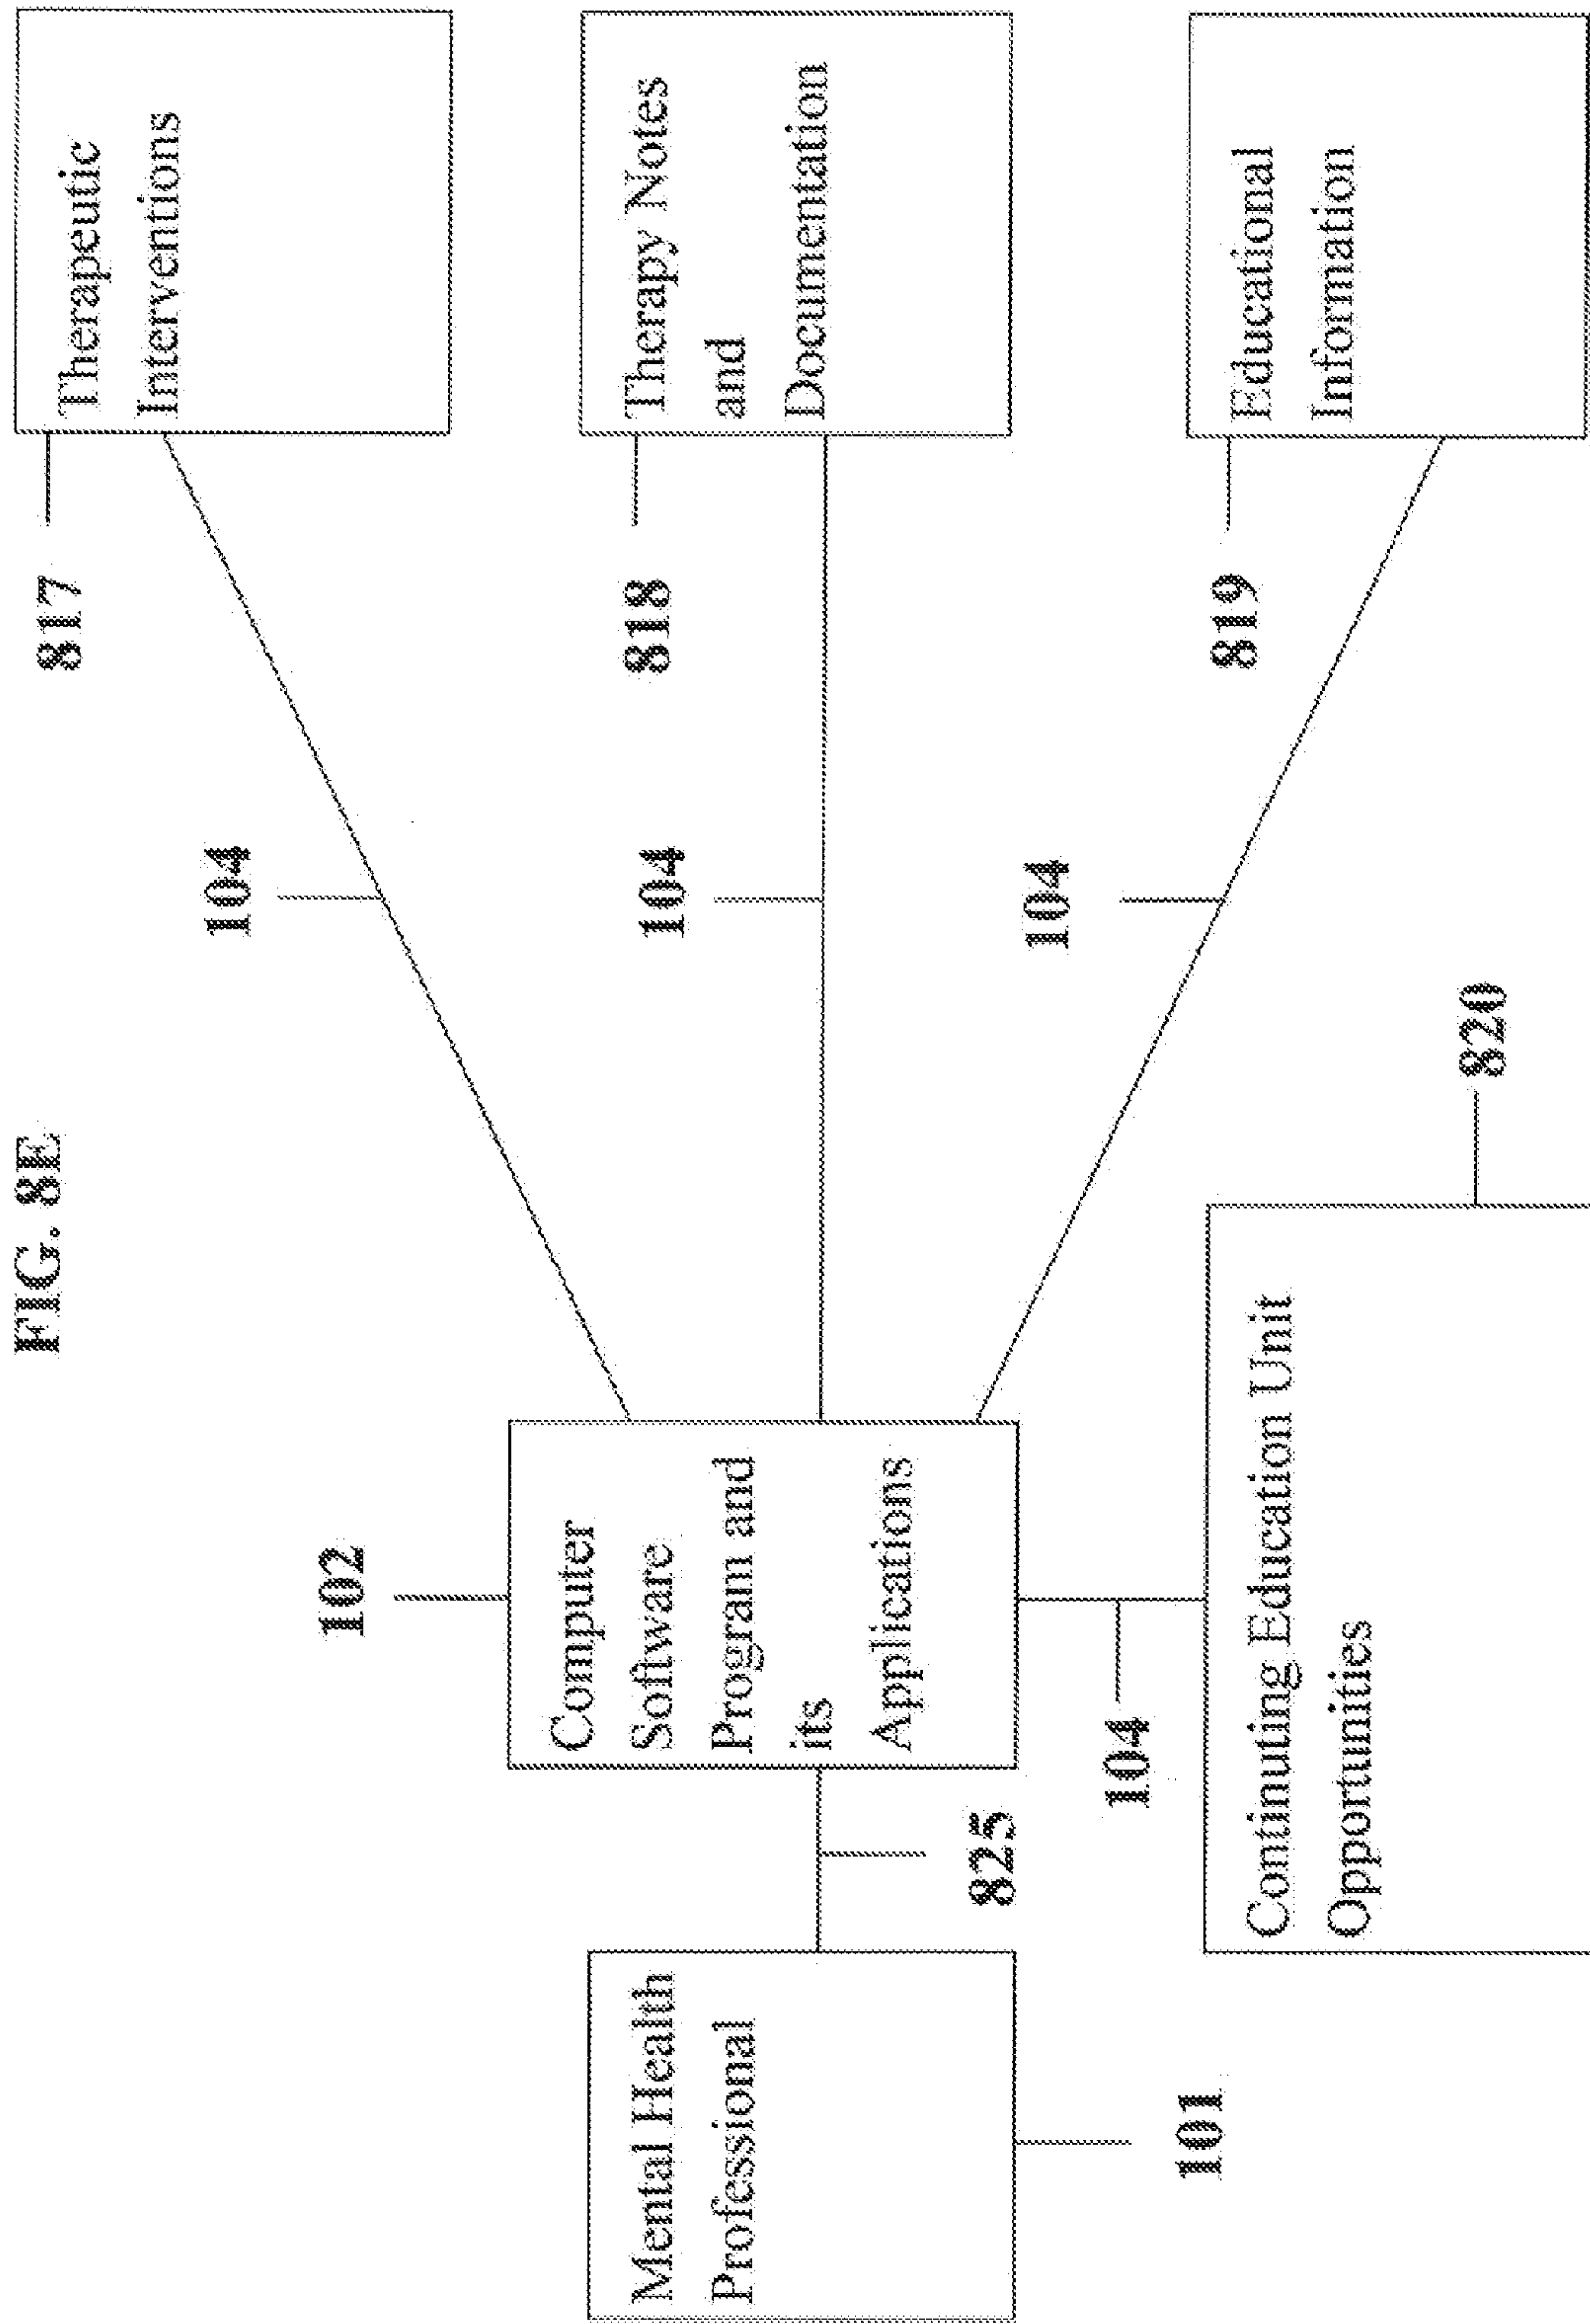 FIG. 8E
817
Therapeutic
Interventions
104
102
Computer
Software
Program and
its
Applications
818
Therapy Notes
and
Documentation
104
Mental Health
Professional
825
104
819
Educational
Information
104
101
Continuing Education Unit
Opportunities
820